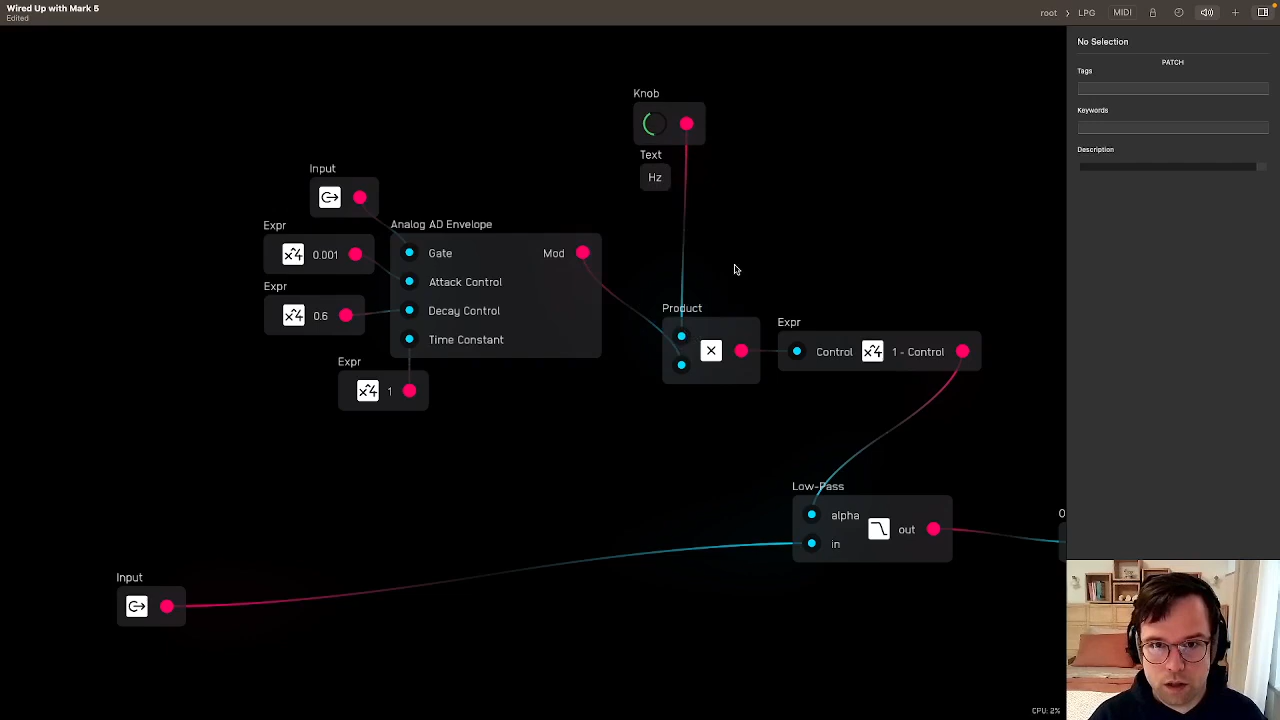 Wired Up with Mark 5
Edited
root
LPG
MIDI
No Selection
PATCH
Tags
Keywords
Description
Knob
Text
Hz
Input
Expr
0.001
Expr
0.6
Analog AD Envelope
Gate
Mod
Attack Control
Decay Control
Time Constant
Expr
1
Product
Expr
Control
1 - Control
Low-Pass
alpha
out
in
Input
CPU: 2%